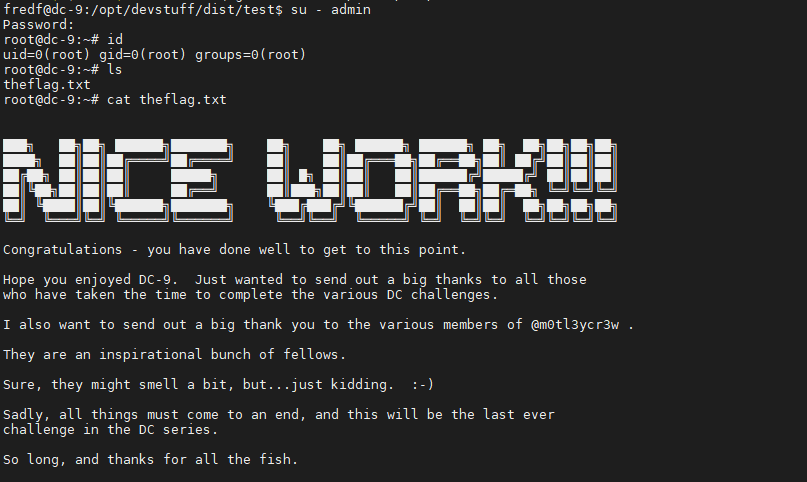 fredf@dc-9:/opt/devstuff/dist/test$ su - admin
Password:
root@dc-9:~# id
uid=0(root) gid=0(root) groups=0(root)
root@dc-9:~# ls
theflag.txt
root@dc-9:~# cat theflag.txt
NICE WORK!!!
Congratulations - you have done well to get to this point.
Hope you enjoyed DC-9.  Just wanted to send out a big thanks to all those
who have taken the time to complete the various DC challenges.
I also want to send out a big thank you to the various members of @m0tl3ycr3w .
They are an inspirational bunch of fellows.
Sure, they might smell a bit, but...just kidding.  :-)
Sadly, all things must come to an end, and this will be the last ever
challenge in the DC series.
So long, and thanks for all the fish.